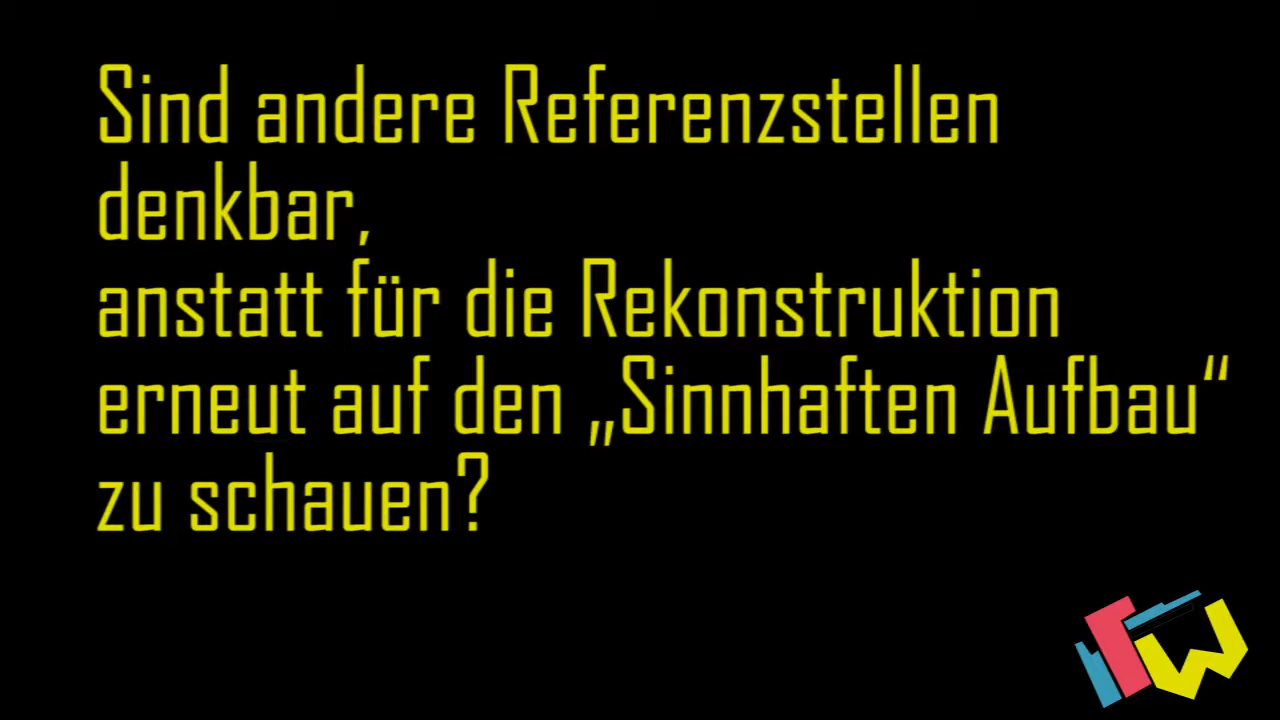 Sind andere Referenzstellen
denkbar,
anstatt für die Rekonstruktion
erneut auf den „Sinnhaften Aufbau“
zu schauen?